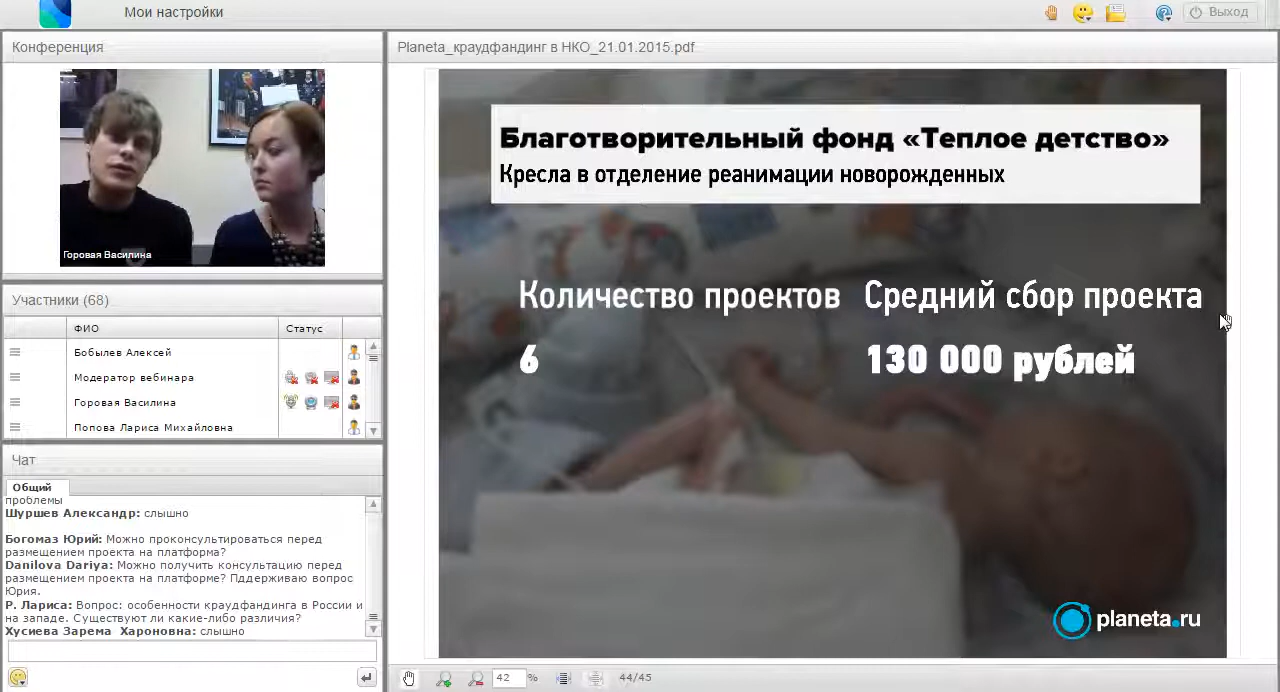 Мои настройки
Выход
Конференция
Горовая Василина
Участники (68)
ФИО
Статус
Бобылев Алексей
Модератор вебинара
Горовая Василина
Попова Лариса Михайловна
Чат
Общий
проблемы
Шуршев Александр: слышно
Богомаз Юрий: Можно проконсультироваться перед
размещением проекта на платформа?
Danilova Dariya: Можно получить консультацию перед
размещением проекта на платформе? Пддерживаю вопрос
Юрия.
Р. Лариса: Вопрос: особенности краудфандинга в России и
на западе. Существуют ли какие-либо различия?
Хусиева Зарема Хароновна: слышно
Planeta_краудфандинг в НКО_21.01.2015.pdf
Благотворительный фонд «Теплое детство»
Кресла в отделение реанимации новорожденных
Количество проектов
Средний сбор проекта
6
130 000 рублей
planeta.ru
42 %
44/45